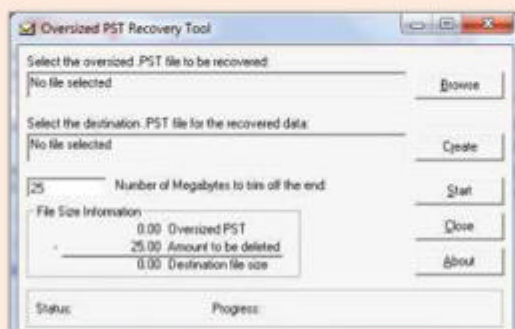 Oversized PST Recovery Tool
Select the oversized .PST file to be recovered:
No file selected
Browse
Select the destination .PST file for the recovered data:
No file selected
Create
25 Number of Megabytes to trim off the end:
Start
File Size Information
0.00 Oversized PST
- 25.00 Amount to be deleted
0.00 Destination file size
Close
About
Status: Progress: